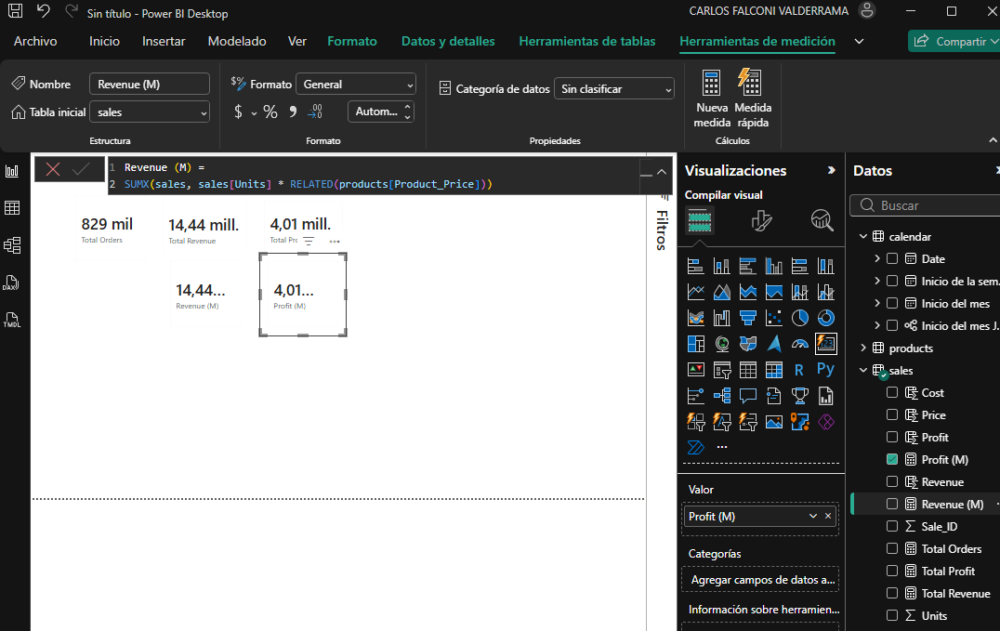 Sin título - Power BI Desktop
CARLOS FALCONI VALDERRAMA
Archivo Inicio Insertar Modelado Ver Formato Datos y detalles Herramientas de tablas Herramientas de medición Compartir
Nombre Revenue (M)
Tabla inicial sales
Estructura
$% Formato General
$ % 9 .00 Autom...
Formato
Categoría de datos Sin clasificar
Propiedades
Nueva medida
Medida rápida
Cálculos
1 Revenue (M) =
2 SUMX(sales, sales[Units] * RELATED(products[Product_Price]))
829 mil
Total Orders
14,44 mill.
Total Revenue
4,01 mill.
Total Prc
14,44...
Revenue (M)
4,01...
Profit (M)
Filtros
DAX
TMDL
Visualizaciones
Compilar visual
123
R Py
Valor
Profit (M)
Categorías
Agregar campos de datos a...
Información sobre herramien...
Datos
Buscar
calendar
Date
Inicio de la sem.
Inicio del mes
Inicio del mes J.
products
sales
Cost
Price
Profit
Profit (M)
Revenue
Revenue (M)
Sale_ID
Total Orders
Total Profit
Total Revenue
Units